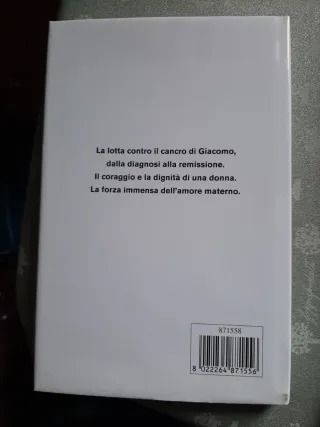 La lotta contro il cancro di Giacomo,
dalla diagnosi alla remissione.
Il coraggio e la dignità di una donna.
La forza immensa dell'amore materno.
871558
8 022264 871556